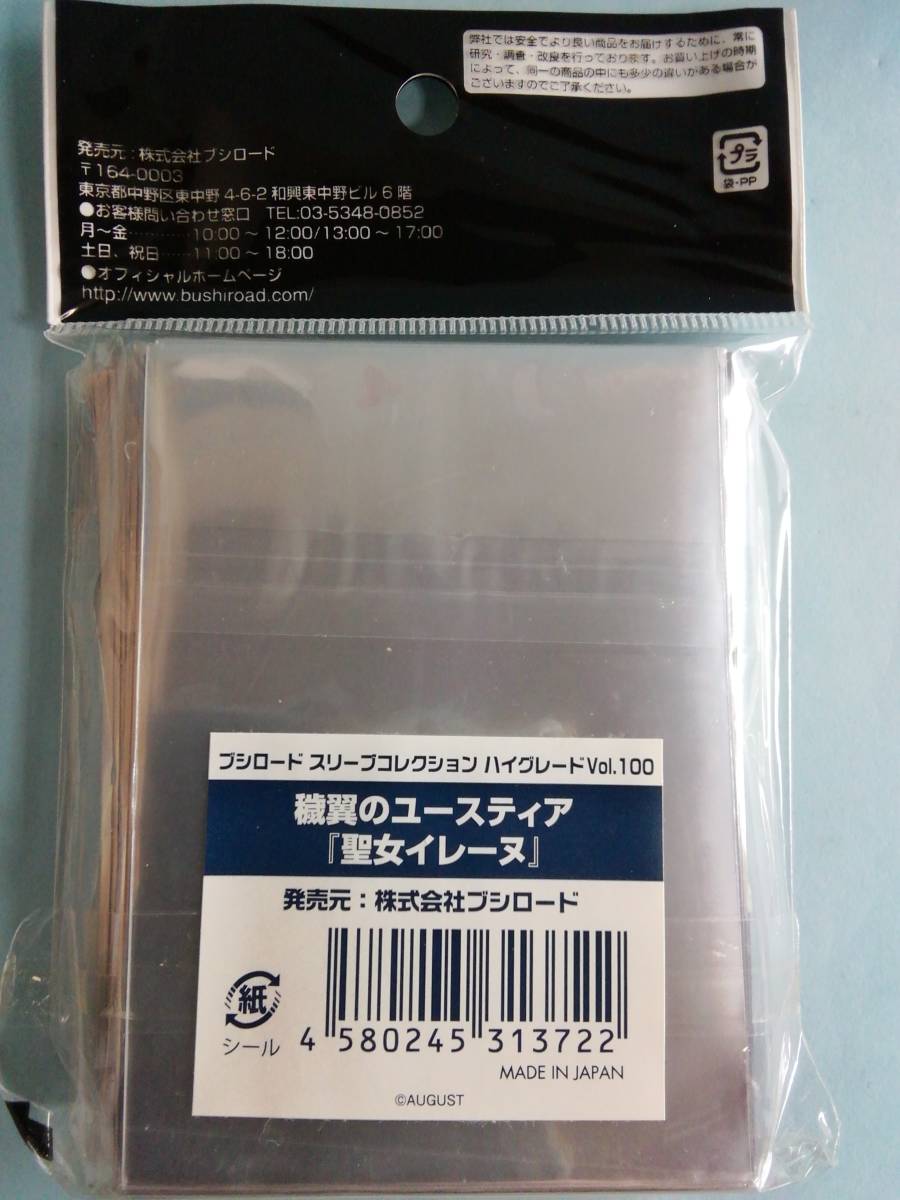 弊社では安全でより良い商品をお届けするために、常に
研究・調査・改良を行っております。お買い上げの時期
によって、同一の商品の中にも多少の違いがある場合が
ございますのでご了承ください。
プラ
袋・PP
発売元：株式会社ブシロード
〒164-0003
東京都中野区東中野 4-6-2 和興東中野ビル 6 階
●お客様問い合わせ窓口 TEL:03-5348-0852
月～金………… 10:00 ～ 12:00/13:00 ～ 17:00
土日、祝日……11:00 ～ 18:00
●オフィシャルホームページ
http://www.bushiroad.com/
ブシロード スリーブコレクション ハイグレード Vol.100
穢翼のユースティア
『聖女イレーヌ』
発売元：株式会社ブシロード
紙
シール
4 580245 313722
MADE IN JAPAN
©AUGUST